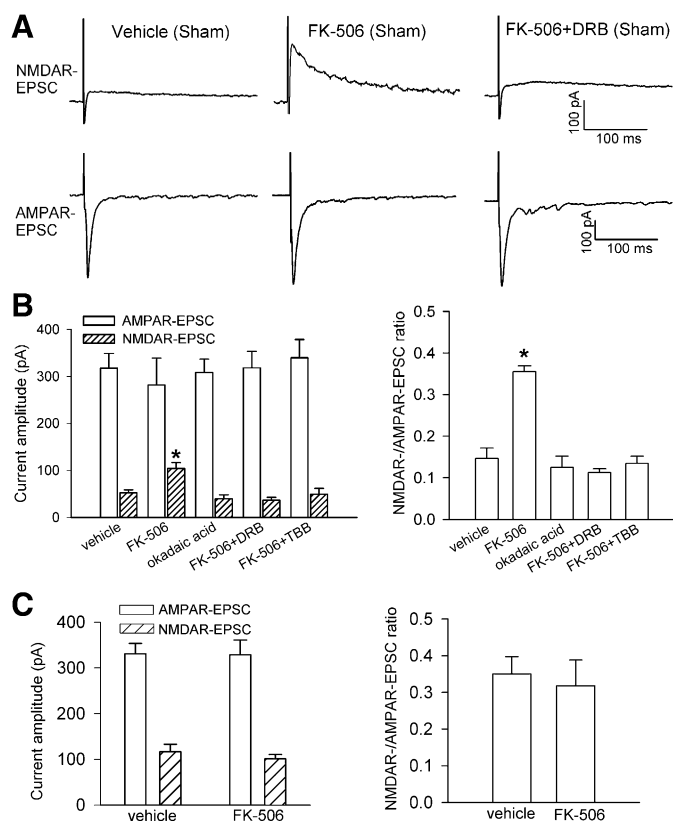 A
Vehicle (Sham)
FK-506 (Sham)
FK-506+DRB (Sham)
NMDAR-
EPSC
100 pA
100 ms
AMPAR-
EPSC
100 pA
100 ms
B
AMPAR-EPSC
NMDAR-EPSC
Current amplitude (pA)
400
300
200
100
0
*
vehicle
FK-506
okadaic acid
FK-506+DRB
FK-506+TBB
NMDAR-/AMPAR-EPSC ratio
0.5
0.4
0.3
0.2
0.1
0.0
*
vehicle
FK-506
okadaic acid
FK-506+DRB
FK-506+TBB
C
AMPAR-EPSC
NMDAR-EPSC
Current amplitude (pA)
400
300
200
100
0
vehicle
FK-506
NMDAR-/AMPAR-EPSC ratio
0.5
0.4
0.3
0.2
0.1
0.0
vehicle
FK-506